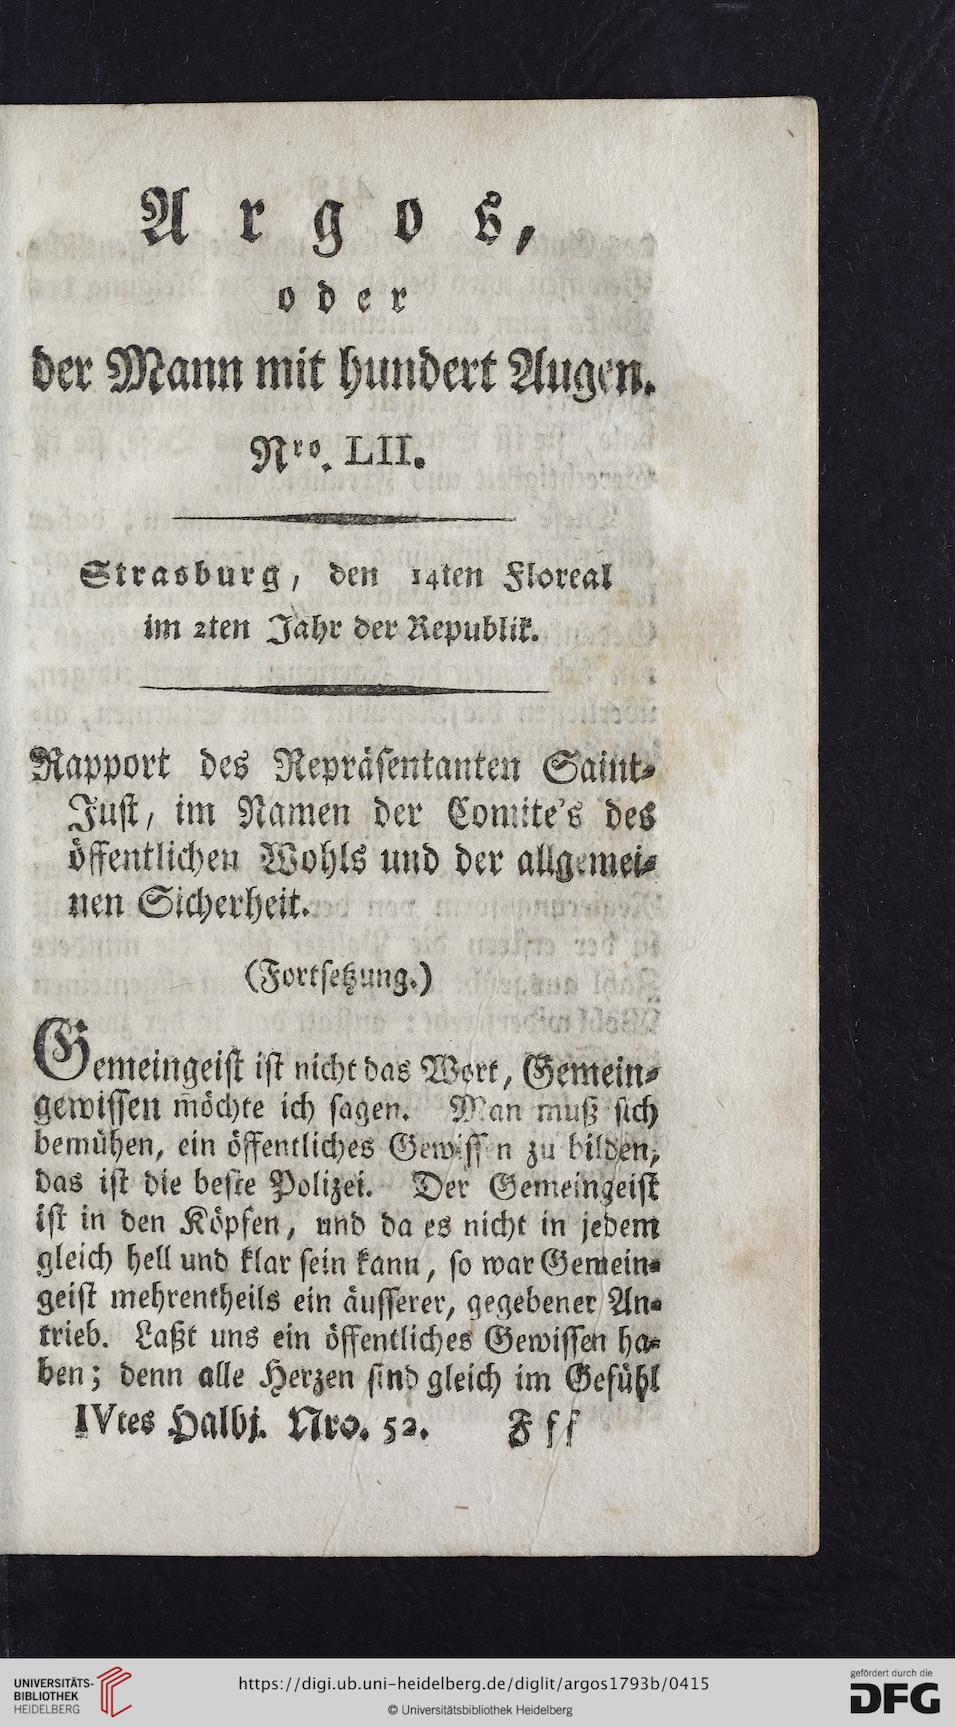 Argos,
oder
der Mann mit hundert Augen.
Nro. LII.
Strasburg, den 14ten Floreal
im 2ten Jahr der Republik.
Rapport des Repräsentanten Saint-
Just, im Namen der Comite's des
öffentlichen Wohls und der allgemei-
nen Sicherheit.
(Fortsetzung.)
Gemeingeist ist nicht das Wort, Gemein-
gewissen möchte ich sagen. Man muß sich
bemühen, ein öffentliches Gewissen zu bilden,
das ist die beste Polizei. Der Gemeingeist
ist in den Köpfen, und da es nicht in jedem
gleich hell und klar sein kann, so war Gemein-
geist mehrentheils ein äusserer, gegebener An-
trieb. Laßt uns ein öffentliches Gewissen ha-
ben; denn alle Herzen sind gleich im Gefühl
IVtes Halbj. Nro. 52. Fff
UNIVERSITÄTS-
BIBLIOTHEK
HEIDELBERG
https://digi.ub.uni-heidelberg.de/diglit/argos1793b/0415
© Universitätsbibliothek Heidelberg
gefördert durch die
DFG